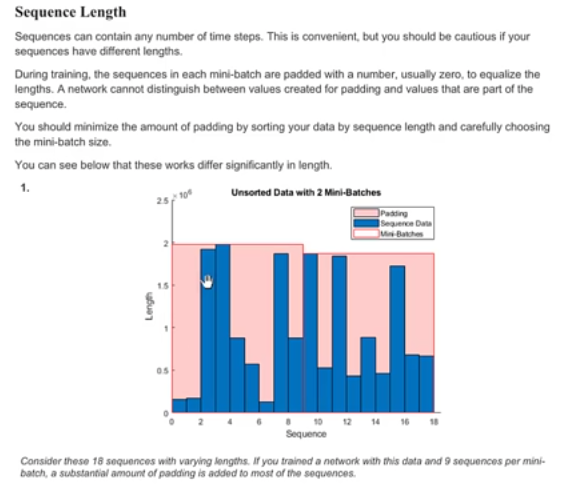 Sequence Length
Sequences can contain any number of time steps. This is convenient, but you should be cautious if your
sequences have different lengths.
During training, the sequences in each mini-batch are padded with a number, usually zero, to equalize the
lengths. A network cannot distinguish between values created for padding and values that are part of the
sequence.
You should minimize the amount of padding by sorting your data by sequence length and carefully choosing
the mini-batch size.
You can see below that these works differ significantly in length.
1.
Unsorted Data with 2 Mini-Batches
× 10⁶
2.5
2
1.5
1
0.5
0
Length
Padding
Sequence Data
Mini-Batches
0 2 4 6 8 10 12 14 16 18
Sequence
Consider these 18 sequences with varying lengths. If you trained a network with this data and 9 sequences per mini-
batch, a substantial amount of padding is added to most of the sequences.